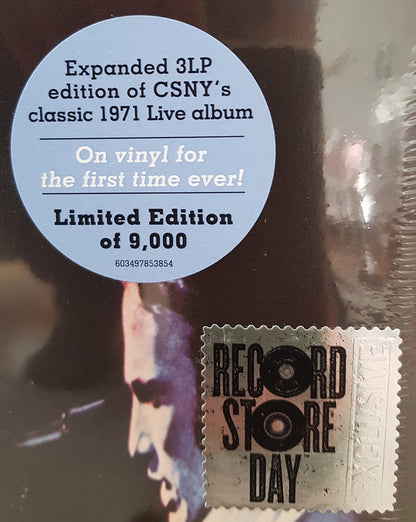 Expanded 3LP
edition of CSNY's
classic 1971 Live album
On vinyl for
the first time ever!
Limited Edition
of 9,000
603497853854
RECORD
STORE
DAY™
EXCLUSIVE